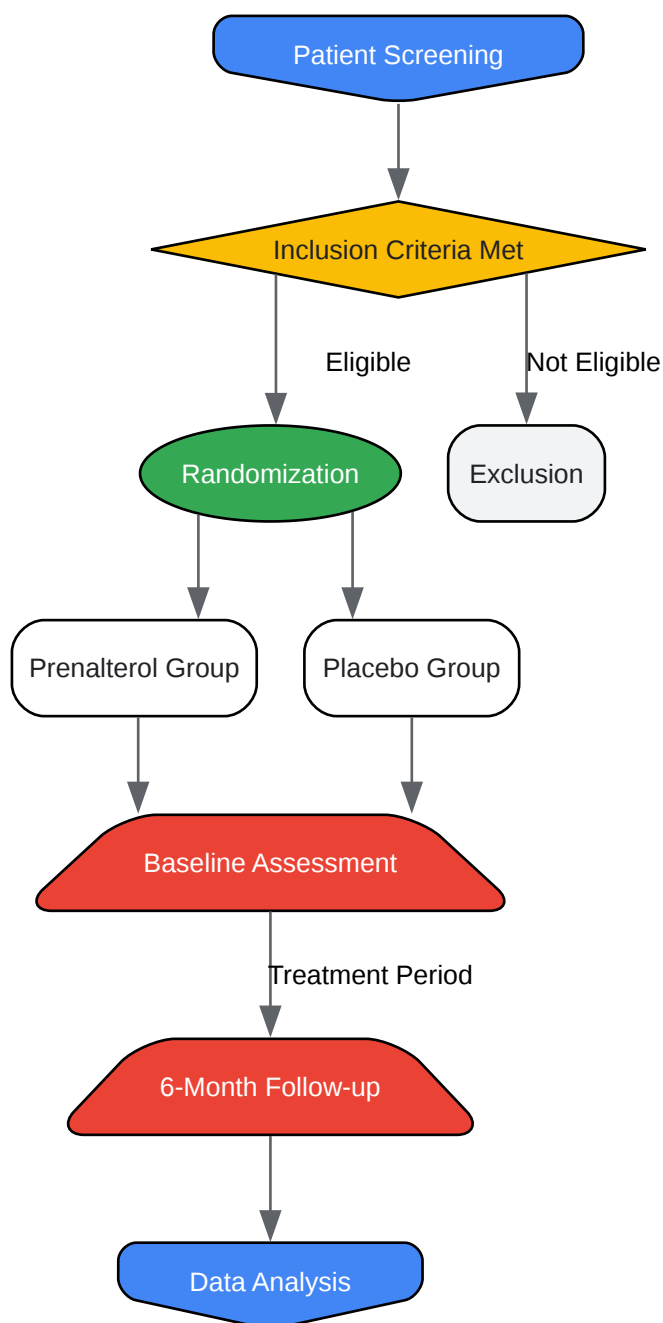 Patient Screening
Inclusion Criteria Met
Eligible
Not Eligible
Randomization
Exclusion
Prenalterol Group
Placebo Group
Baseline Assessment
Treatment Period
6-Month Follow-up
Data Analysis